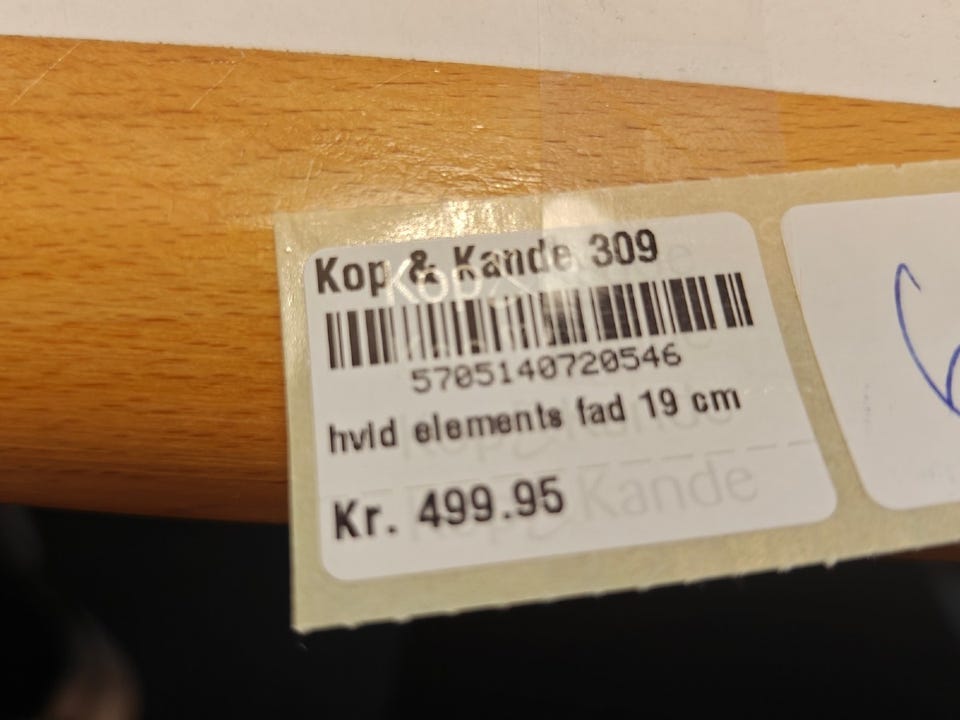 Kop & Kande 309
5705140720546
hvid elements fad 19 cm
Kr. 499.95